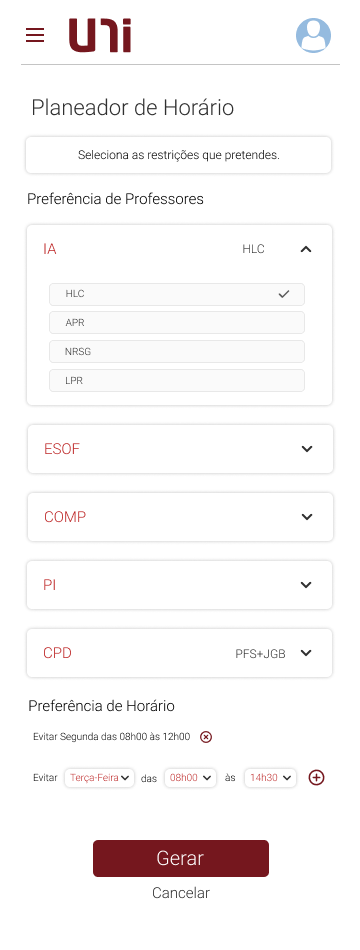 UNI
Planeador de Horário
Seleciona as restrições que pretendes.
Preferência de Professores
IA HLC
HLC
APR
NRSG
LPR
ESOF
COMP
PI
CPD PFS+JGB
Preferência de Horário
Evitar Segunda das 08h00 às 12h00
Evitar Terça-Feira das 08h00 às 14h30
Gerar
Cancelar